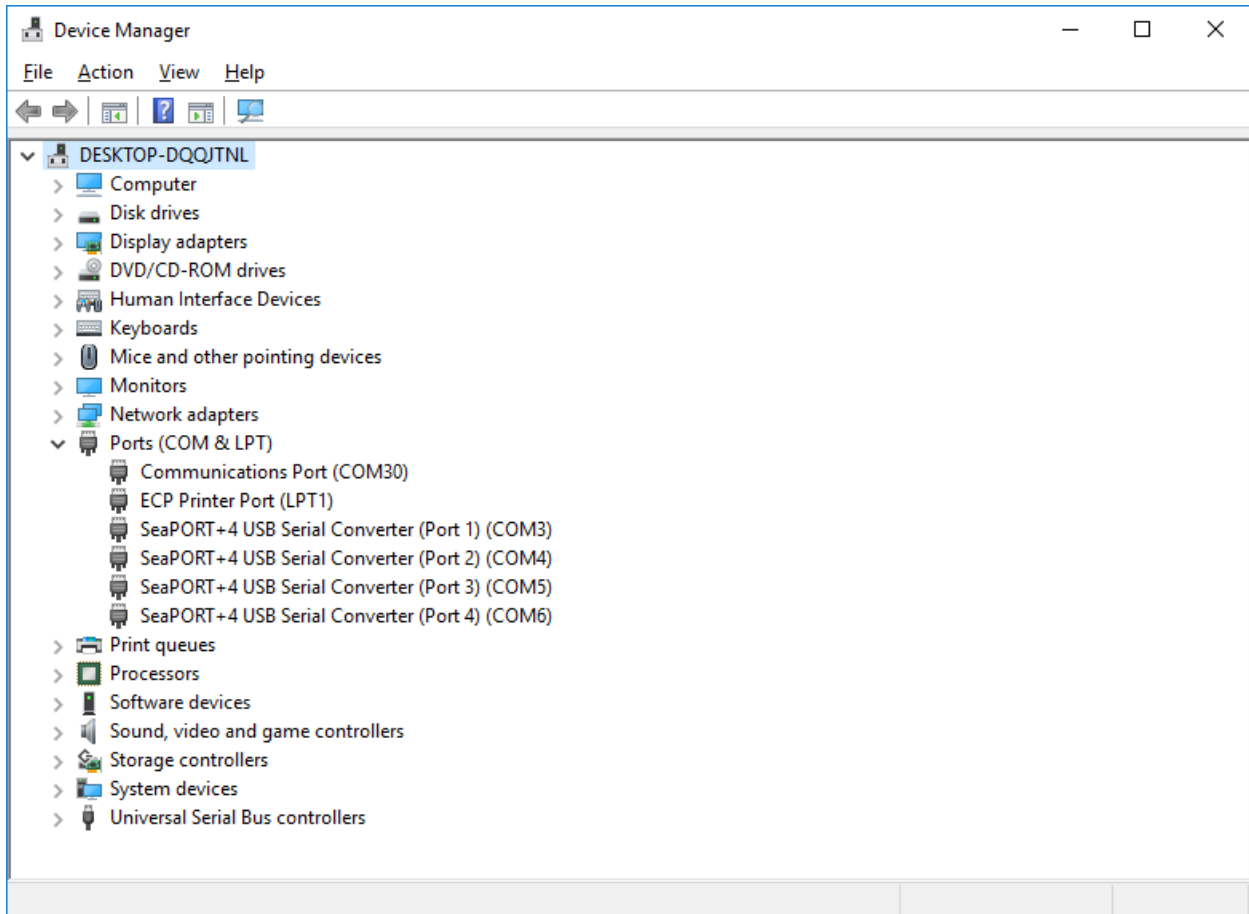 Device Manager
File Action View Help
?
DESKTOP-DQQJTNL
Computer
Disk drives
Display adapters
DVD/CD-ROM drives
Human Interface Devices
Keyboards
Mice and other pointing devices
Monitors
Network adapters
Ports (COM & LPT)
Communications Port (COM30)
ECP Printer Port (LPT1)
SeaPORT+4 USB Serial Converter (Port 1) (COM3)
SeaPORT+4 USB Serial Converter (Port 2) (COM4)
SeaPORT+4 USB Serial Converter (Port 3) (COM5)
SeaPORT+4 USB Serial Converter (Port 4) (COM6)
Print queues
Processors
Software devices
Sound, video and game controllers
Storage controllers
System devices
Universal Serial Bus controllers